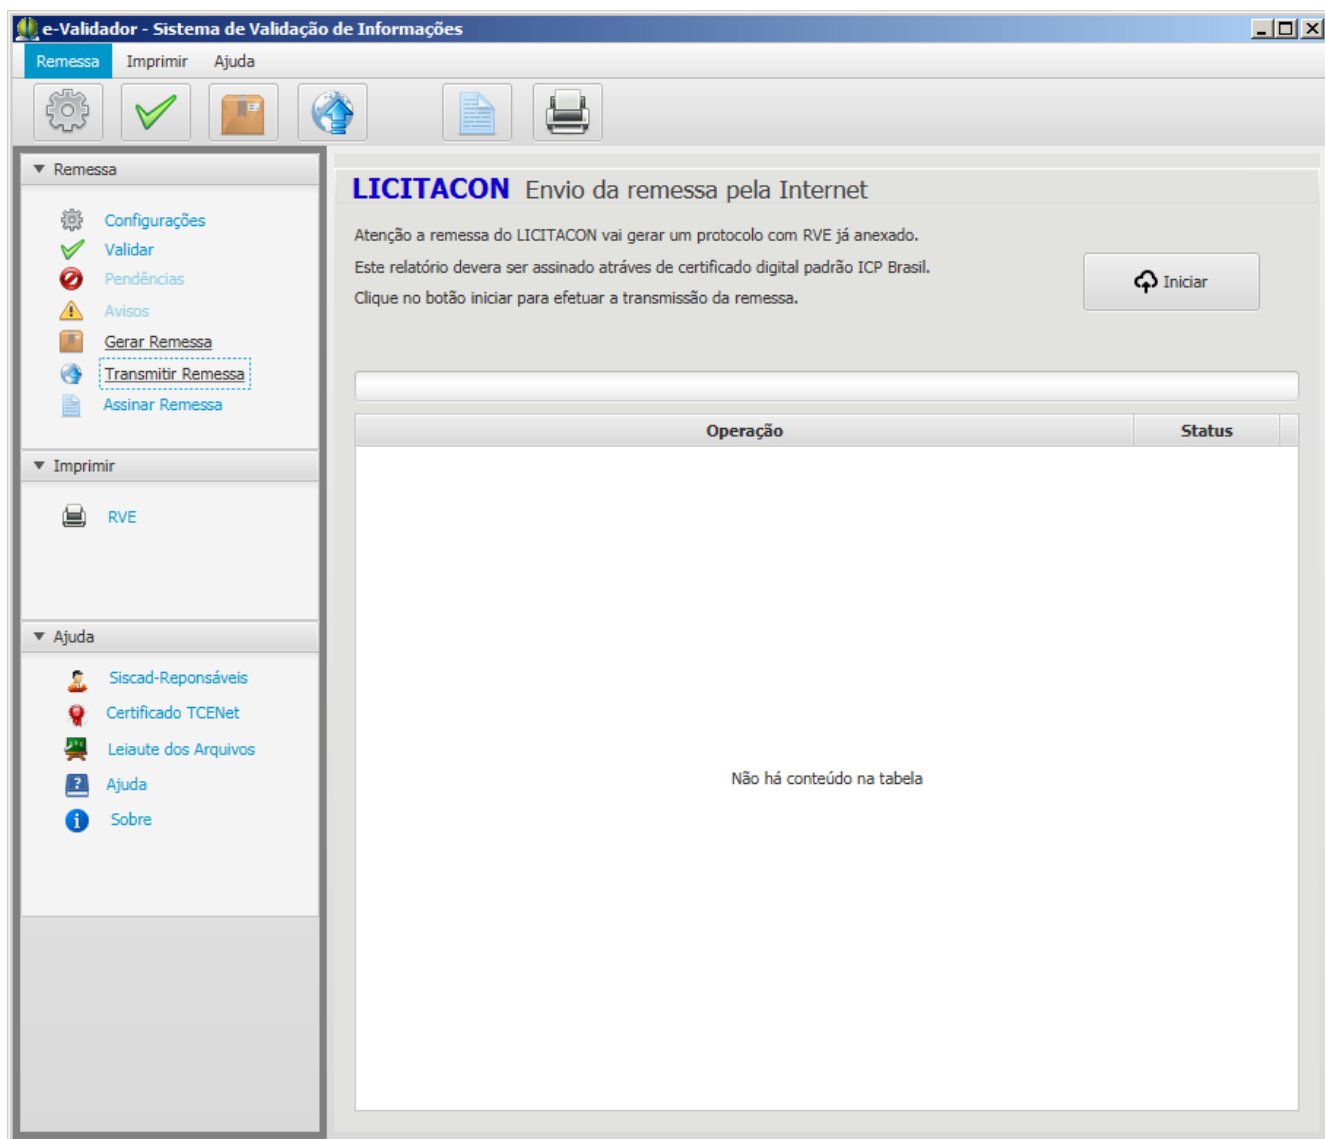 e-Validador - Sistema de Validação de Informações
Remessa Imprimir Ajuda
Remessa
Configurações
Validar
Pendências
Avisos
Gerar Remessa
Transmitir Remessa
Assinar Remessa
Imprimir
RVE
Ajuda
Siscad-Reponsáveis
Certificado TCENet
Leiaute dos Arquivos
Ajuda
Sobre
LICITACON Envio da remessa pela Internet
Atenção a remessa do LICITACON vai gerar um protocolo com RVE já anexado.
Este relatório devera ser assinado atráves de certificado digital padrão ICP Brasil.
Clique no botão iniciar para efetuar a transmissão da remessa.
Iniciar
Operação Status
Não há conteúdo na tabela